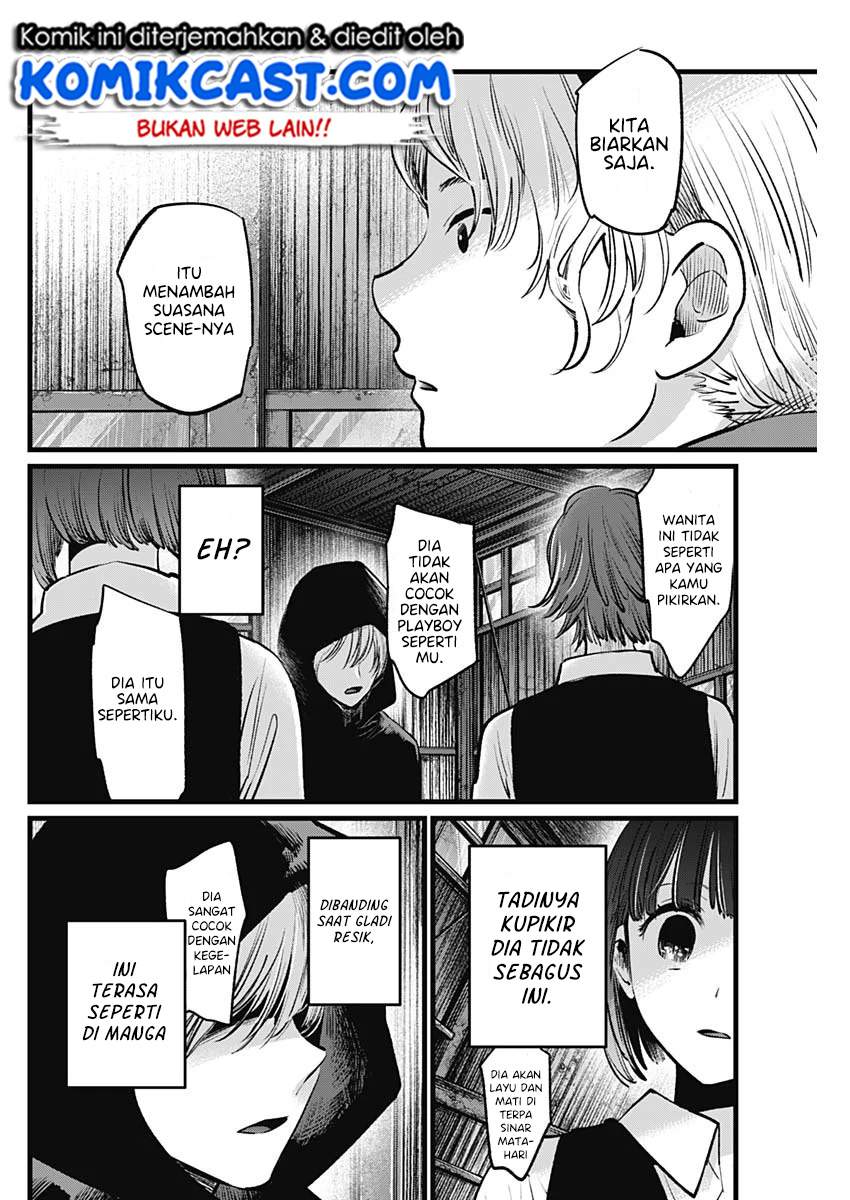 Komik ini diterjemahkan & diedit oleh
KOMIKCAST.COM
BUKAN WEB LAIN!!
KITA
BIARKAN
SAJA.
ITU
MENAMBAH
SUASANA
SCENE-NYA
WANITA
INI TIDAK
SEPERTI
APA YANG
KAMU
PIKIRKAN.
DIA
TIDAK
AKAN
COCOK
DENGAN
PLAYBOY
SEPERTI
MU.
EH?
DIA ITU
SAMA
SEPERTIKU.
TADINYA
KUPIKIR
DIA TIDAK
SEBAGUS
INI.
DIA AKAN
LAYU DAN
MATI DI
TERPA
SINAR
MATA-
HARI
DIBANDING
SAAT GLADI
RESIK,
DIA
SANGAT
COCOK
DENGAN
KEGE-
LAPAN
INI
TERASA
SEPERTI
DI MANGA